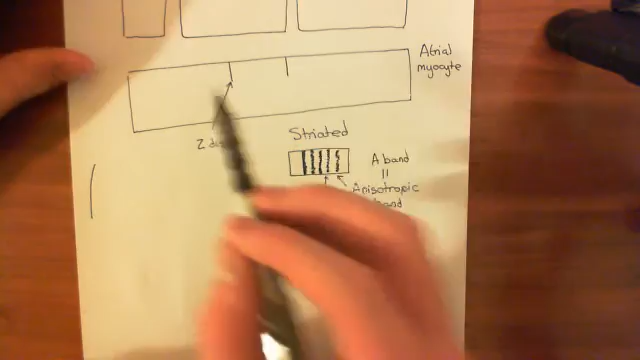 Atrial
myocyte
Z
Striated
A band
=
Anisotropic